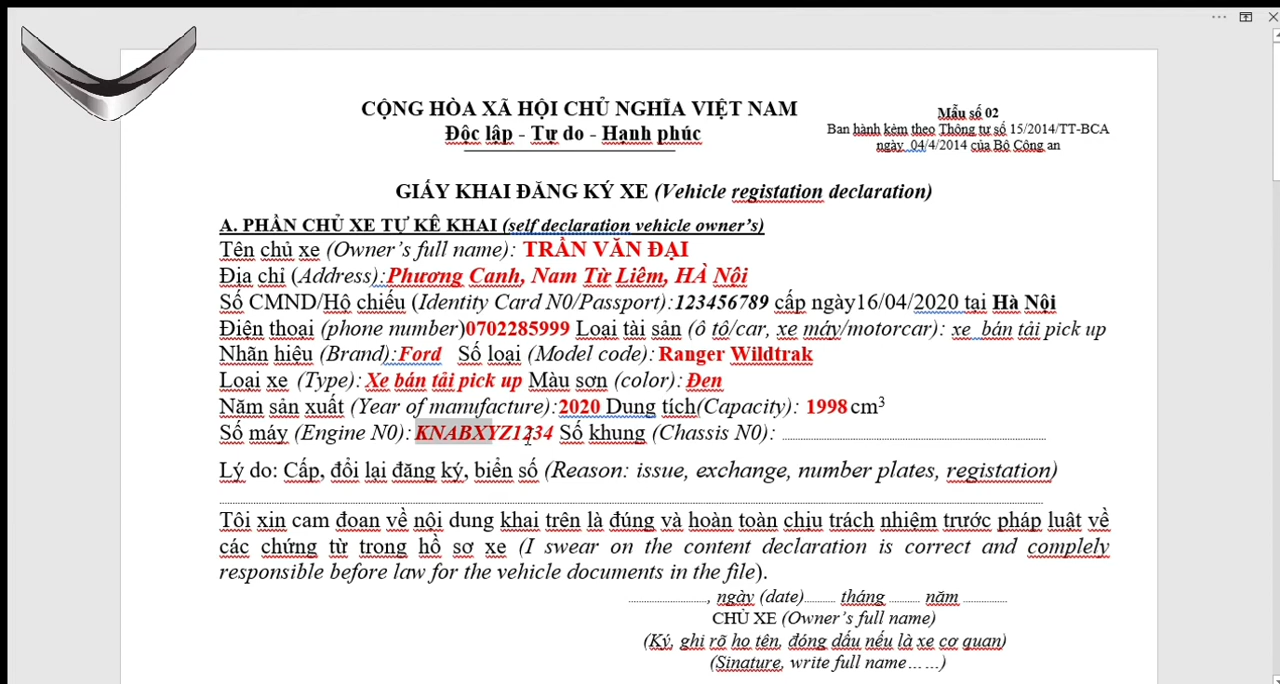 CỘNG HÒA XÃ HỘI CHỦ NGHĨA VIỆT NAM
Độc lập - Tự do - Hạnh phúc
Mẫu số 02
Ban hành kèm theo Thông tư số 15/2014/TT-BCA
ngày 04/4/2014 của Bộ Công an
GIẤY KHAI ĐĂNG KÝ XE (Vehicle registation declaration)
A. PHẦN CHỦ XE TỰ KÊ KHAI (self declaration vehicle owner's)
Tên chủ xe (Owner's full name): TRẦN VĂN ĐẠI
Địa chỉ (Address):Phương Canh, Nam Từ Liêm, HÀ Nội
Số CMND/Hộ chiếu (Identity Card N0/Passport):123456789 cấp ngày16/04/2020 tại Hà Nội
Điện thoại (phone number)0702285999 Loại tài sản (ô tô/car, xe máy/motorcar): xe bán tải pick up
Nhãn hiệu (Brand):Ford Số loại (Model code):Ranger Wildtrak
Loại xe (Type): Xe bán tải pick up Màu sơn (color): Đen
Năm sản xuất (Year of manufacture):2020 Dung tích(Capacity): 1998 cm³
Số máy (Engine N0): KNABXYZ1234 Số khung (Chassis N0): ....................
Lý do: Cấp, đổi lại đăng ký, biển số (Reason: issue, exchange, number plates, registation)
Tôi xin cam đoan về nội dung khai trên là đúng và hoàn toàn chịu trách nhiệm trước pháp luật về
các chứng từ trong hồ sơ xe (I swear on the content declaration is correct and complely
responsible before law for the vehicle documents in the file).
...................., ngày (date)......... tháng ......... năm ............
CHỦ XE (Owner's full name)
(Ký, ghi rõ họ tên, đóng dấu nếu là xe cơ quan)
(Sinature, write full name……)